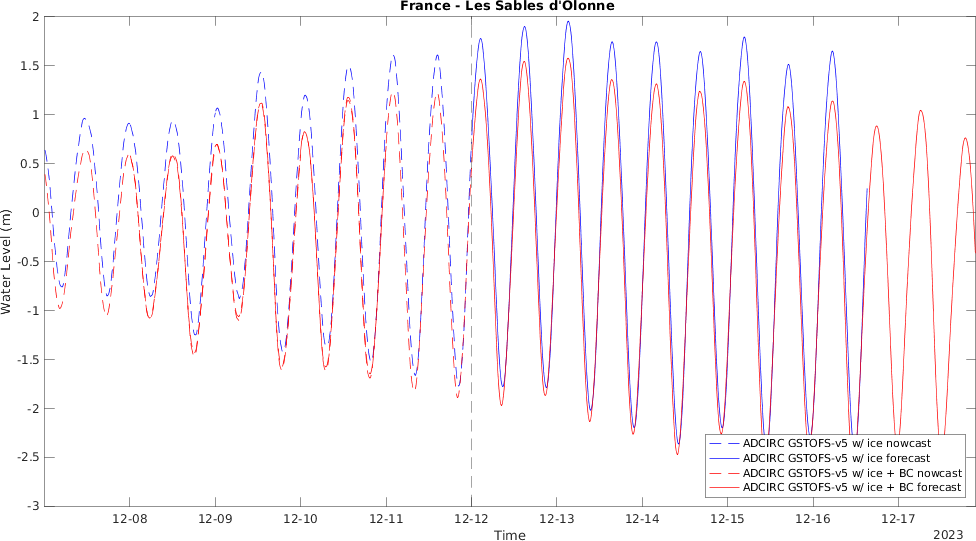 France - Les Sables d'Olonne
Water Level (m)
2
1.5
1
0.5
0
-0.5
-1
-1.5
-2
-2.5
-3
ADCIRC GSTOFS-v5 w/ ice nowcast
ADCIRC GSTOFS-v5 w/ ice forecast
ADCIRC GSTOFS-v5 w/ ice + BC nowcast
ADCIRC GSTOFS-v5 w/ ice + BC forecast
12-08 12-09 12-10 12-11 12-12 12-13 12-14 12-15 12-16 12-17
Time
2023